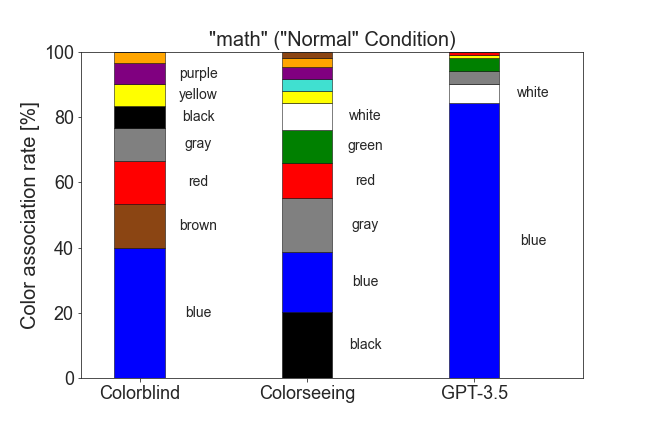 "math" ("Normal" Condition)
Color association rate [%]
100
80
60
40
20
0
purple
yellow
black
gray
red
brown
blue
white
green
red
gray
blue
black
white
blue
Colorblind
Colorseeing
GPT-3.5